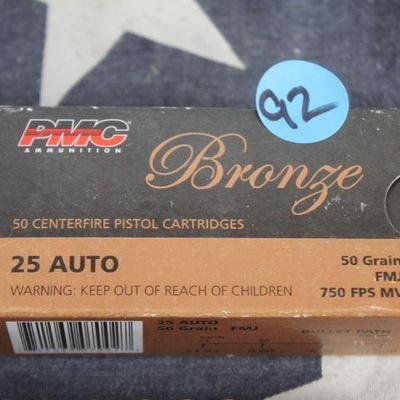 92
PMC
AMMUNITION
Bronze
50 CENTERFIRE PISTOL CARTRIDGES
25 AUTO
50 Grain
FMJ
WARNING: KEEP OUT OF REACH OF CHILDREN
750 FPS MV
25 AUTO
50 Grain FMJ
BULLET PATH